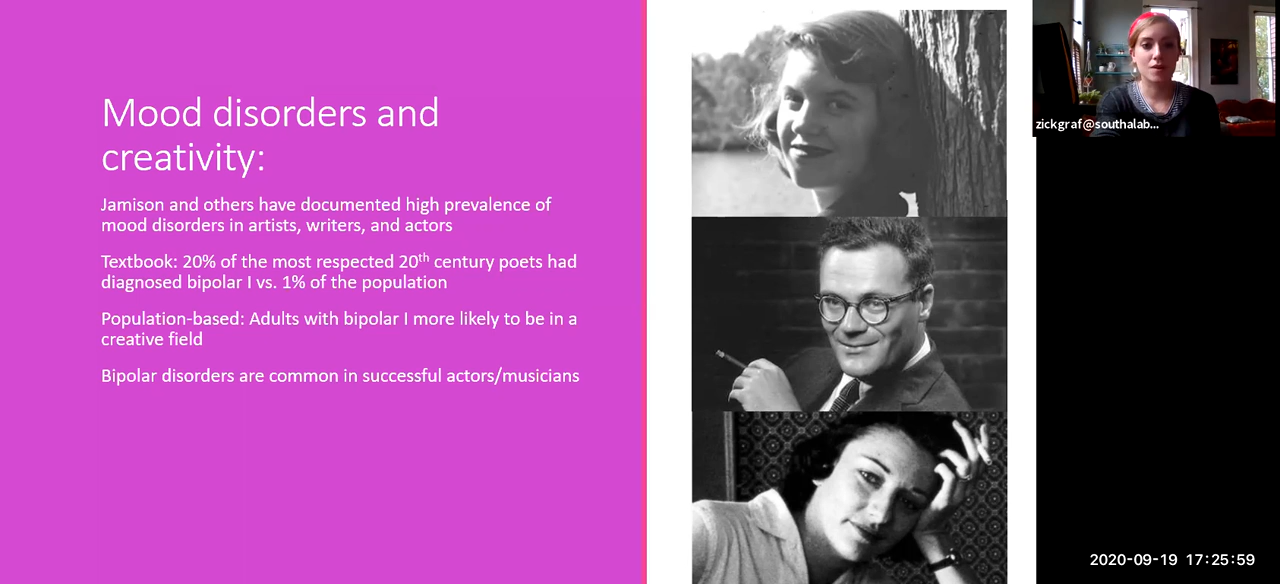 Mood disorders and
creativity:
Jamison and others have documented high prevalence of
mood disorders in artists, writers, and actors
Textbook: 20% of the most respected 20th century poets had
diagnosed bipolar I vs. 1% of the population
Population-based: Adults with bipolar I more likely to be in a
creative field
Bipolar disorders are common in successful actors/musicians
zickgraf@southalab...
2020-09-19 17:25:59